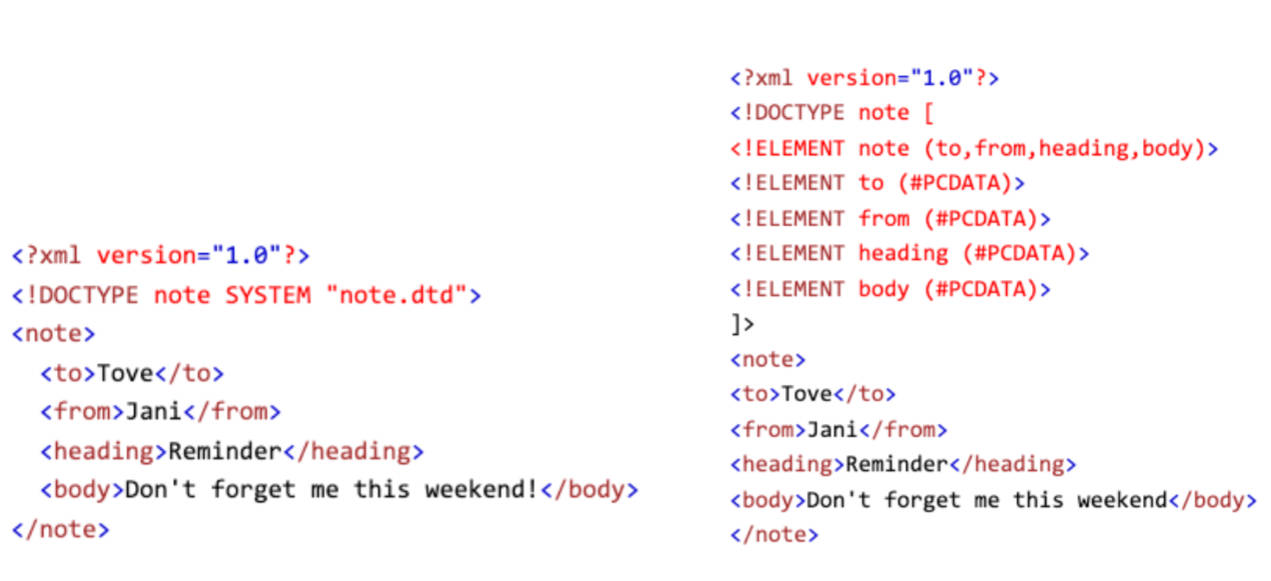 <?xml version="1.0"?>
<!DOCTYPE note SYSTEM "note.dtd">
<note>
<to>Tove</to>
<from>Jani</from>
<heading>Reminder</heading>
<body>Don't forget me this weekend!</body>
</note>
<?xml version="1.0"?>
<!DOCTYPE note [
<!ELEMENT note (to,from,heading,body)>
<!ELEMENT to (#PCDATA)>
<!ELEMENT from (#PCDATA)>
<!ELEMENT heading (#PCDATA)>
<!ELEMENT body (#PCDATA)>
]>
<note>
<to>Tove</to>
<from>Jani</from>
<heading>Reminder</heading>
<body>Don't forget me this weekend</body>
</note>